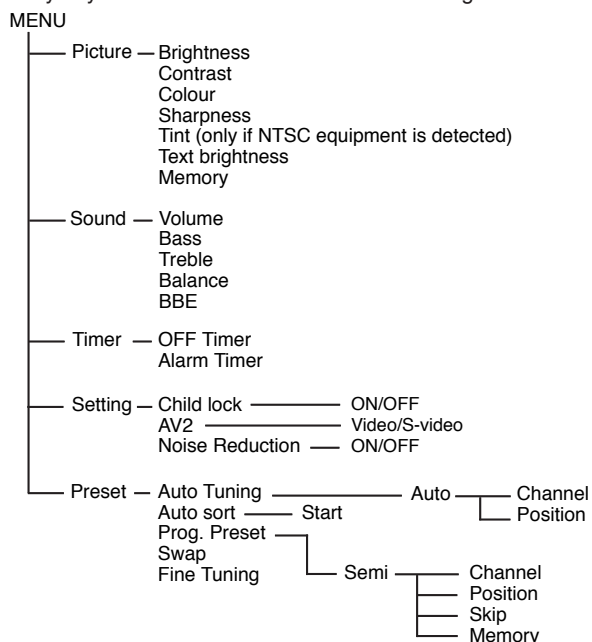 MENU
Picture Brightness
Contrast
Colour
Sharpness
Tint (only if NTSC equipment is detected)
Text brightness
Memory
Sound Volume
Bass
Treble
Balance
BBE
Timer OFF Timer
Alarm Timer
Setting Child lock ON/OFF
AV2 Video/S-video
Noise Reduction ON/OFF
Preset Auto Tuning Auto Channel
Position
Auto sort Start
Prog. Preset
Swap
Fine Tuning Semi Channel
Position
Skip
Memory